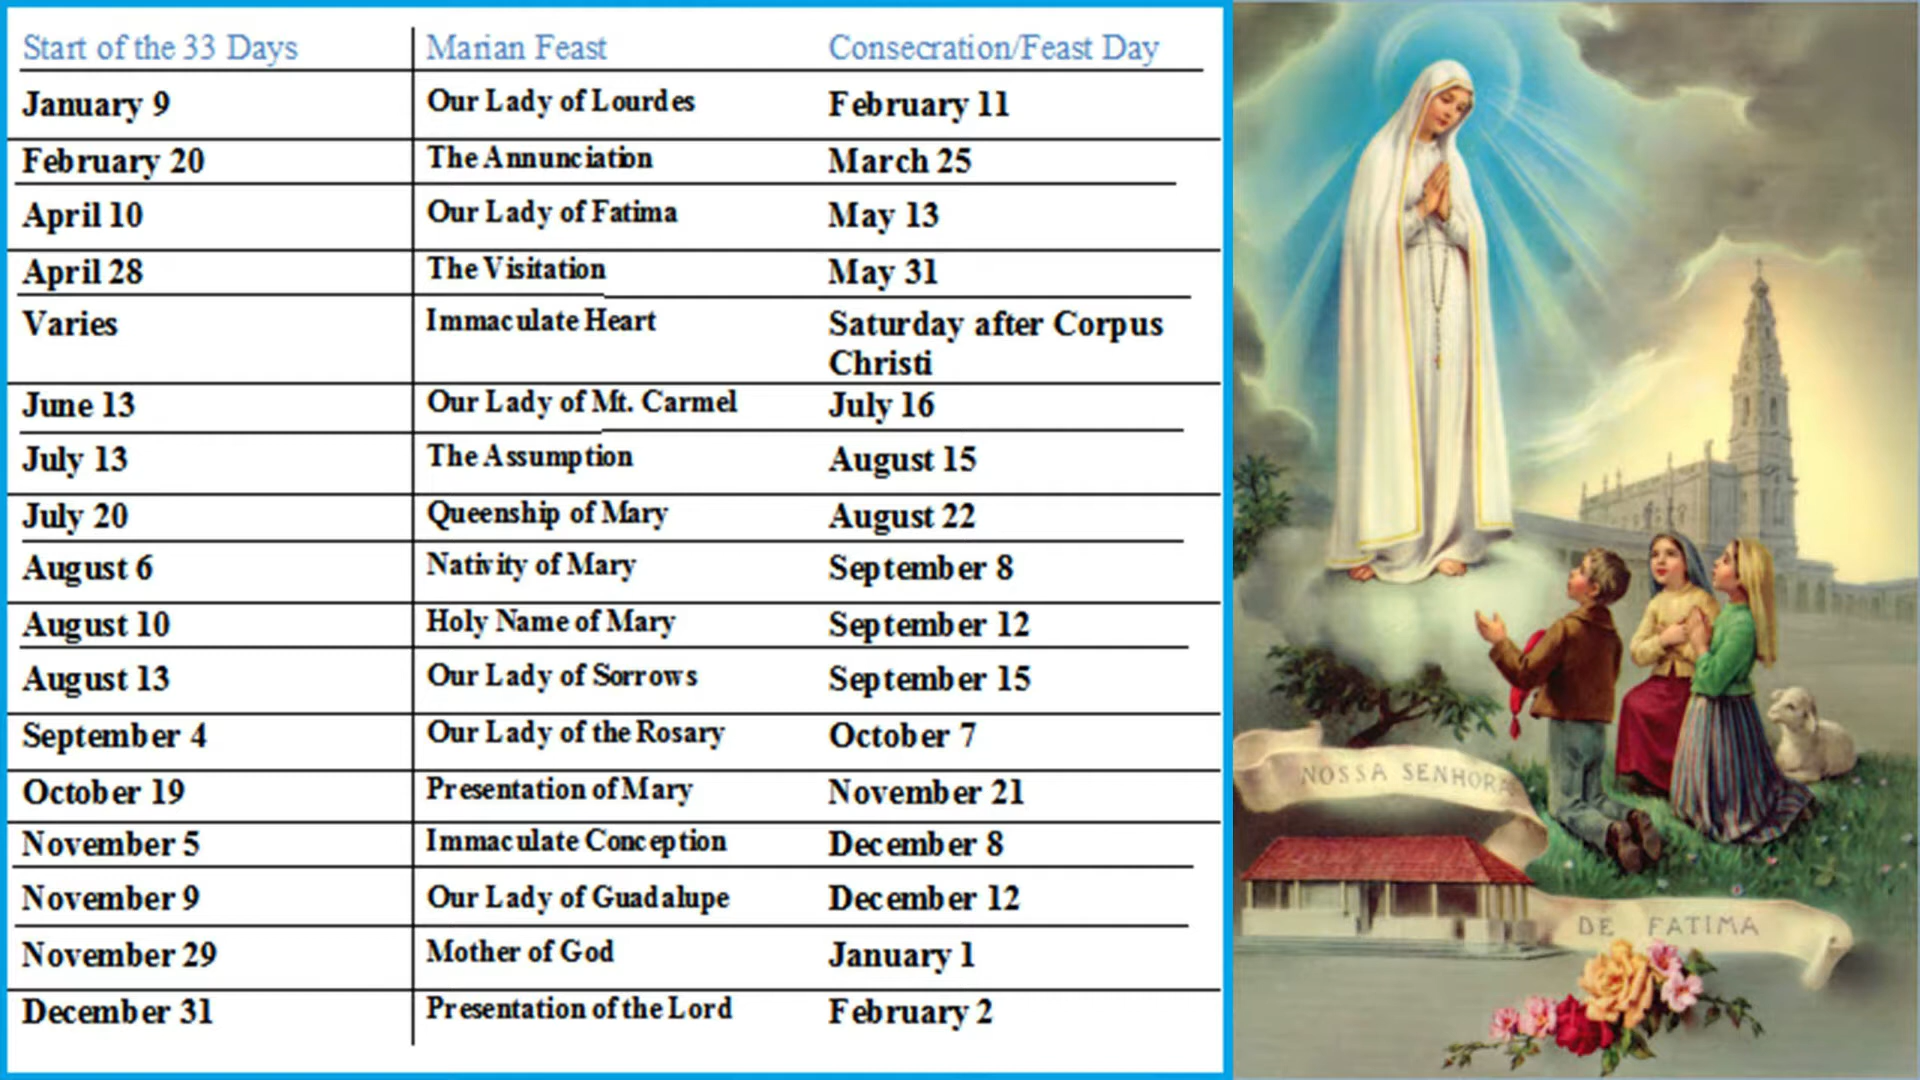 Start of the 33 Days Marian Feast Consecration/Feast Day
January 9 Our Lady of Lourdes February 11
February 20 The Annunciation March 25
April 10 Our Lady of Fatima May 13
April 28 The Visitation May 31
Varies Immaculate Heart Saturday after Corpus
Christi
June 13 Our Lady of Mt. Carmel July 16
July 13 The Assumption August 15
July 20 Queenship of Mary August 22
August 6 Nativity of Mary September 8
August 10 Holy Name of Mary September 12
August 13 Our Lady of Sorrows September 15
September 4 Our Lady of the Rosary October 7
October 19 Presentation of Mary November 21
November 5 Immaculate Conception December 8
November 9 Our Lady of Guadalupe December 12
November 29 Mother of God January 1
December 31 Presentation of the Lord February 2
NOSSA SENHORA
DE FATIMA